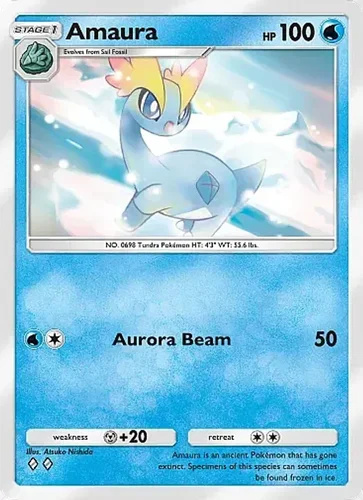 STAGE 1
Amaura
HP 100
Evolves from Sail Fossil
NO. 0698 Tundra Pokémon HT: 4'3" WT: 55.6 lbs.
Aurora Beam 50
weakness +20 retreat
Illus. Atsuko Nishida
Amaura is an ancient Pokémon that has gone
extinct. Specimens of this species can sometimes
be found frozen in ice.